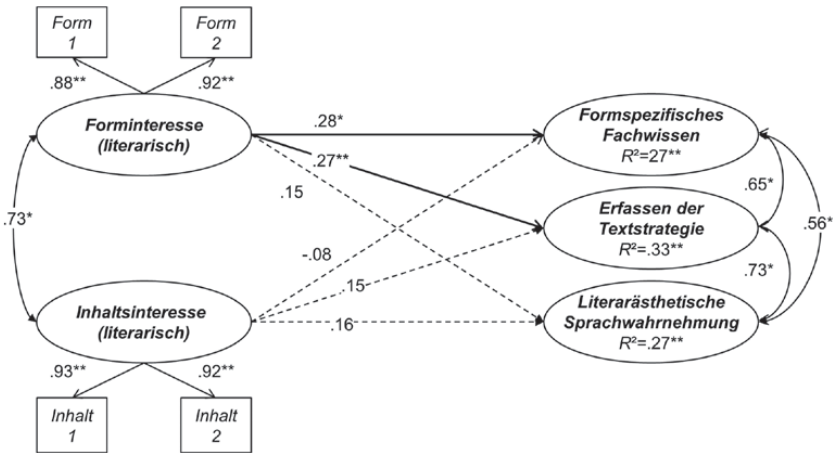 Form
1
Form
2
.88**
.92**
Forminteresse
(literarisch)
.28*
.27**
.15
Formspezifisches
Fachwissen
R²=27**
.65*
.73*
-.08
.15
.16
Erfassen der
Textstrategie
R²=.33**
.56*
.73*
Inhaltsinteresse
(literarisch)
Literarästhetische
Sprachwahrnehmung
R²=.27**
.93**
.92**
Inhalt
1
Inhalt
2